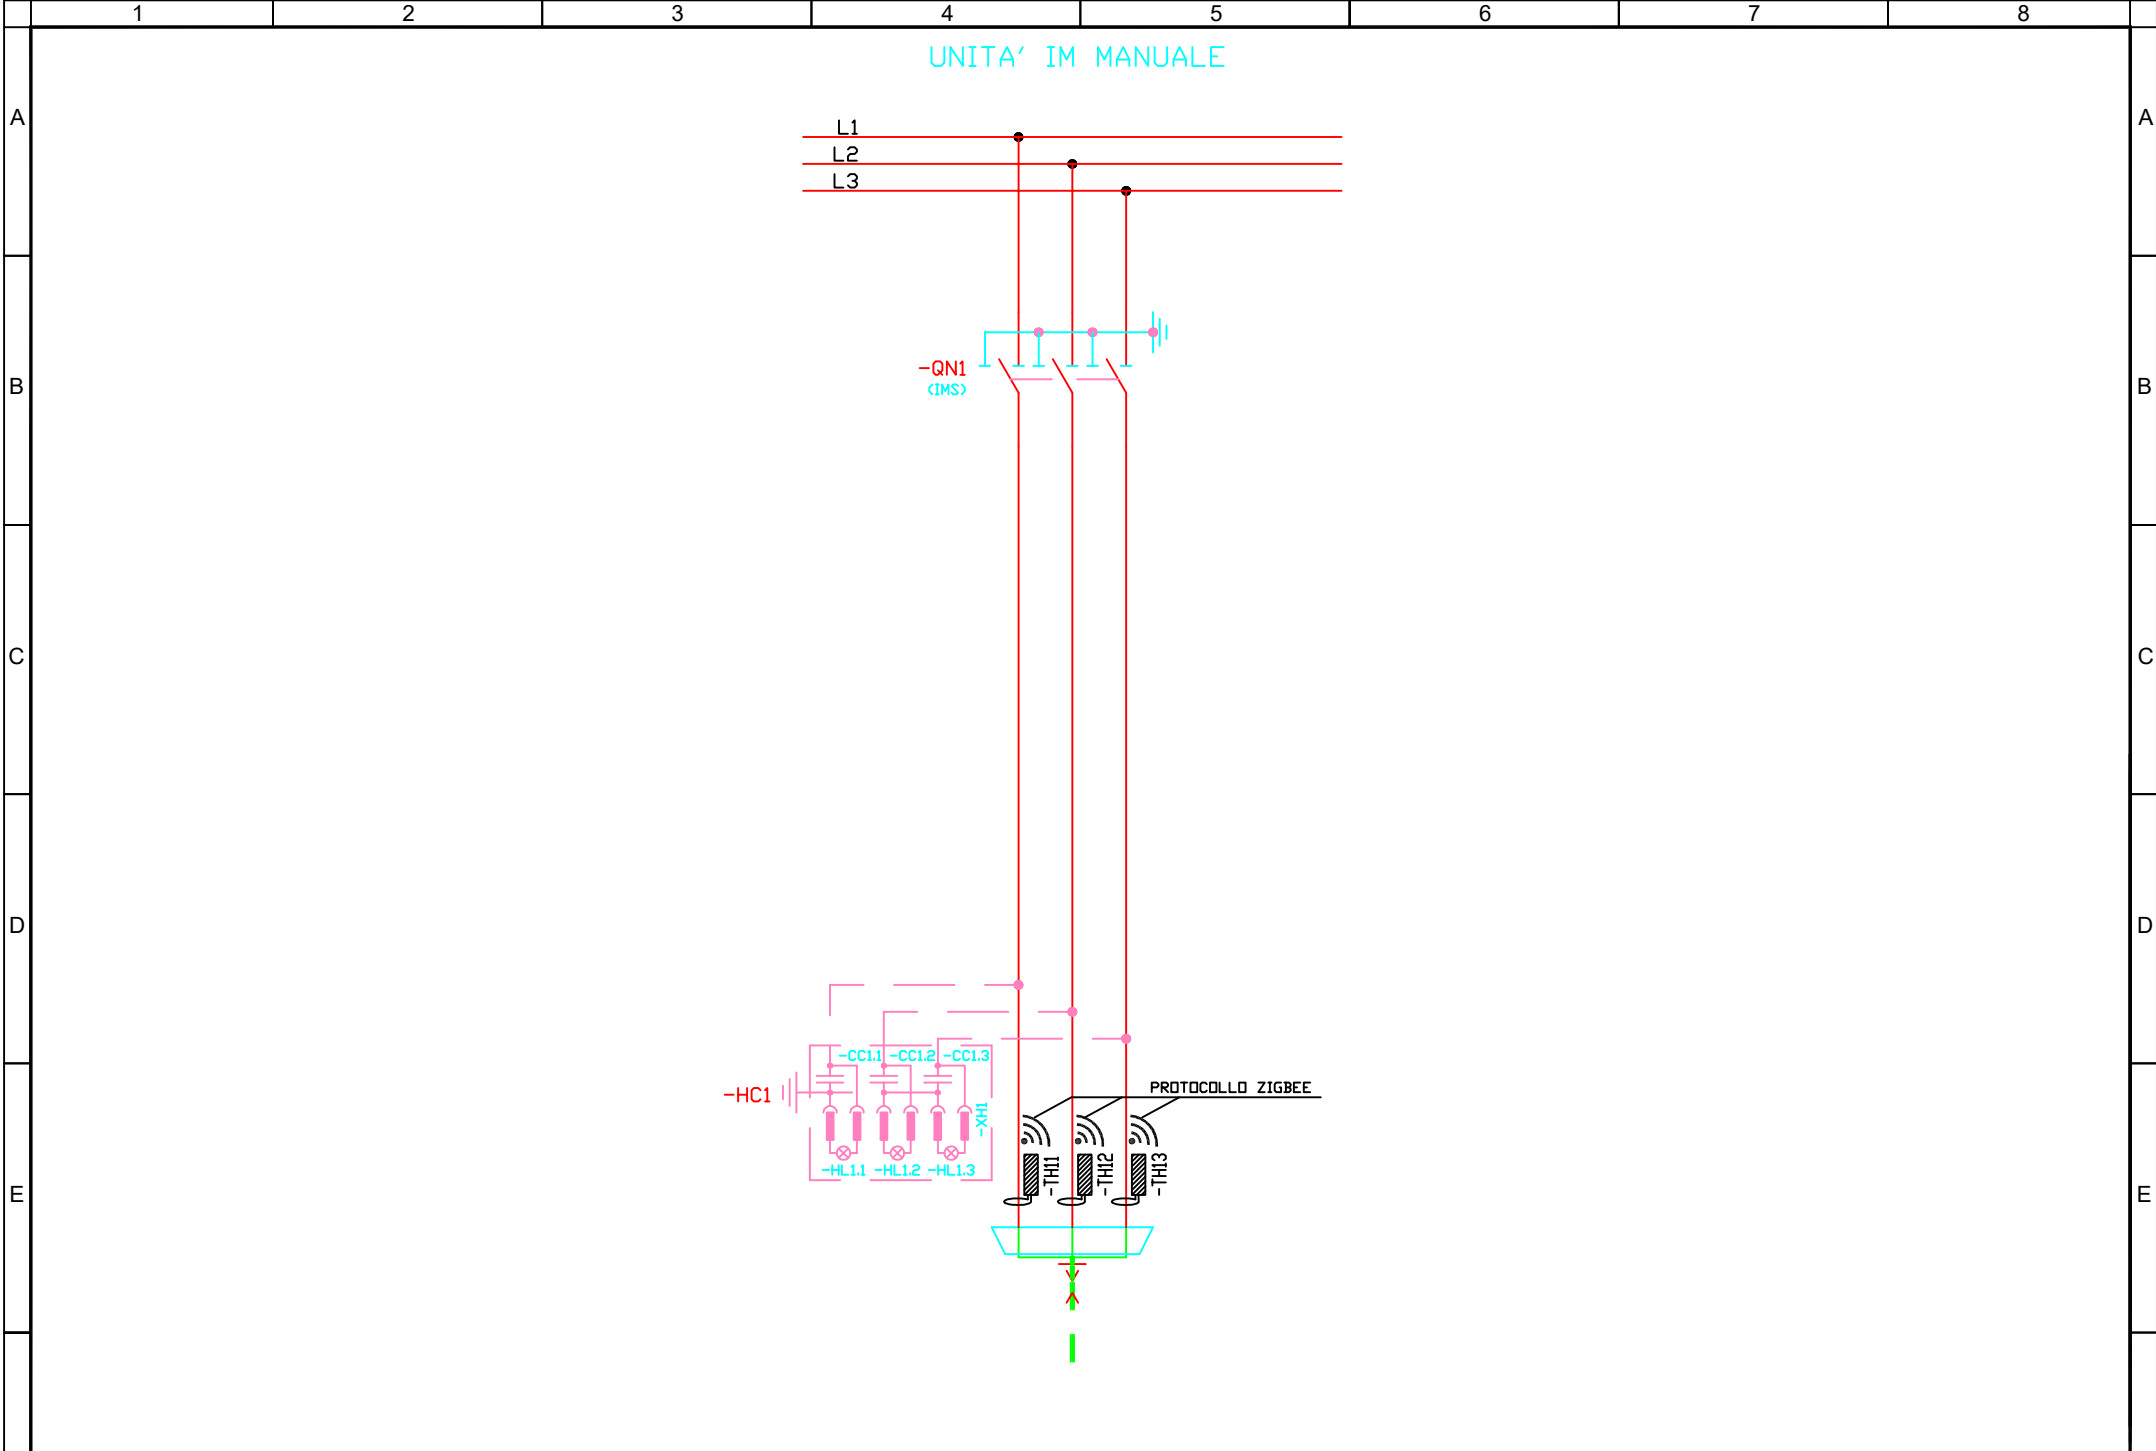 1 2 3 4 5 6 7 8
UNITA' IM MANUALE
A A
L1
L2
L3
-QN1
(IMS)
B B
C C
D D
-CC1.1 -CC1.2 -CC1.3
PROTOCOLLO ZIGBEE
-HC1
-XH1
-HL1.1 -HL1.2 -HL1.3
-TH11 -TH12 -TH13
E E